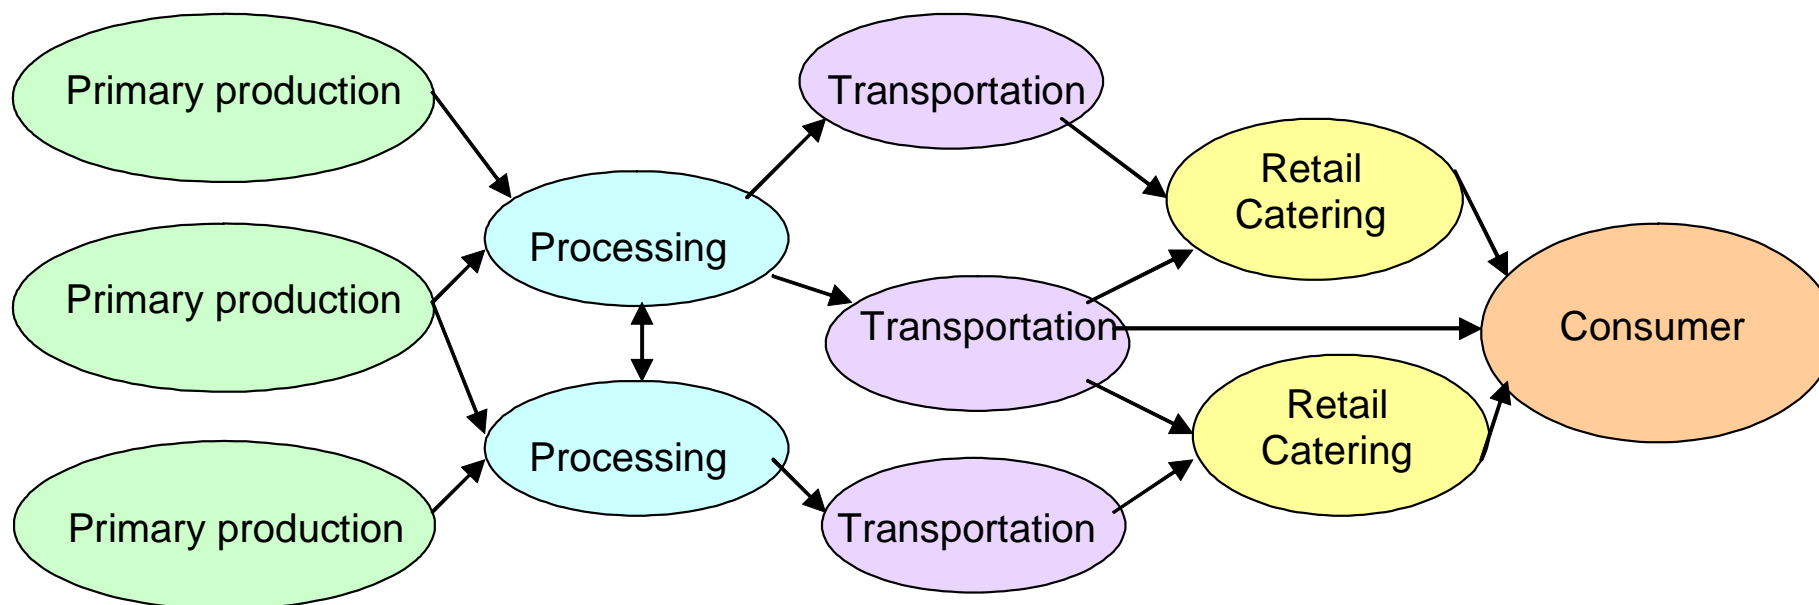 Primary production
Primary production
Primary production
Processing
Processing
Transportation
Transportation
Transportation
Retail
Catering
Retail
Catering
Consumer